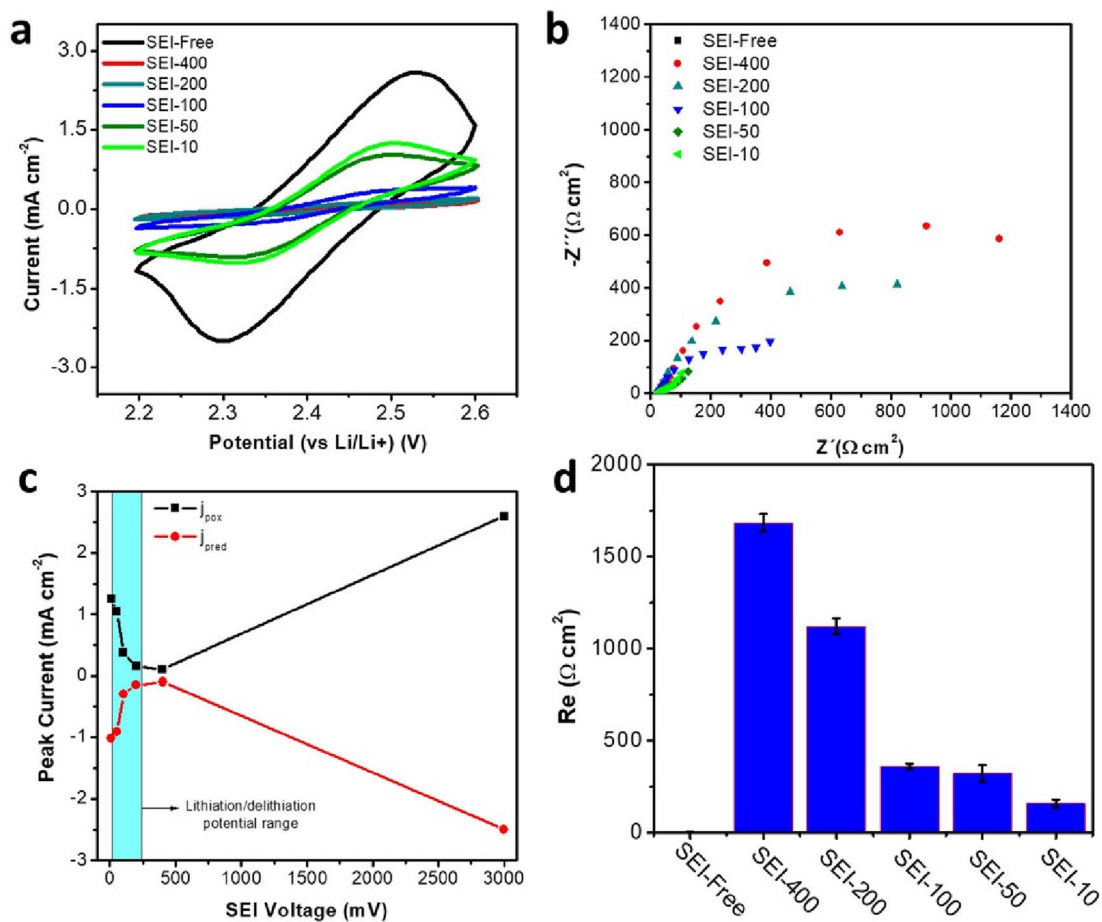 a
3.0
1.5
0.0
-1.5
-3.0
Current (mA cm-2)
SEI-Free
SEI-400
SEI-200
SEI-100
SEI-50
SEI-10
2.2 2.3 2.4 2.5 2.6
Potential (vs Li/Li+) (V)
b
1400
1200
1000
800
600
400
200
0
-Z´´(Ω cm2)
SEI-Free
SEI-400
SEI-200
SEI-100
SEI-50
SEI-10
0 200 400 600 800 1000 1200 1400
Z´(Ω cm2)
c
3
2
1
0
-1
-2
-3
Peak Current (mA cm-2)
jpox
jpred
Lithiation/delithiation
potential range
0 500 1000 1500 2000 2500 3000
SEI Voltage (mV)
d
2000
1500
1000
500
0
Re (Ω cm2)
SEI-Free
SEI-400
SEI-200
SEI-100
SEI-50
SEI-10